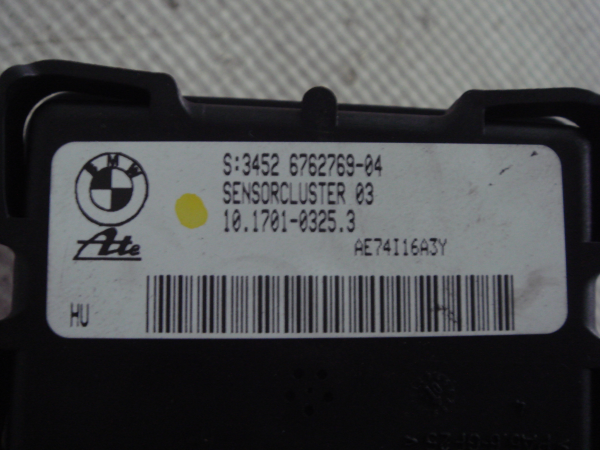 BMW
S:3452 6762769-04
SENSORCLUSTER 03
10.1701-0325.3
Ate
AE74I16A3Y
HU